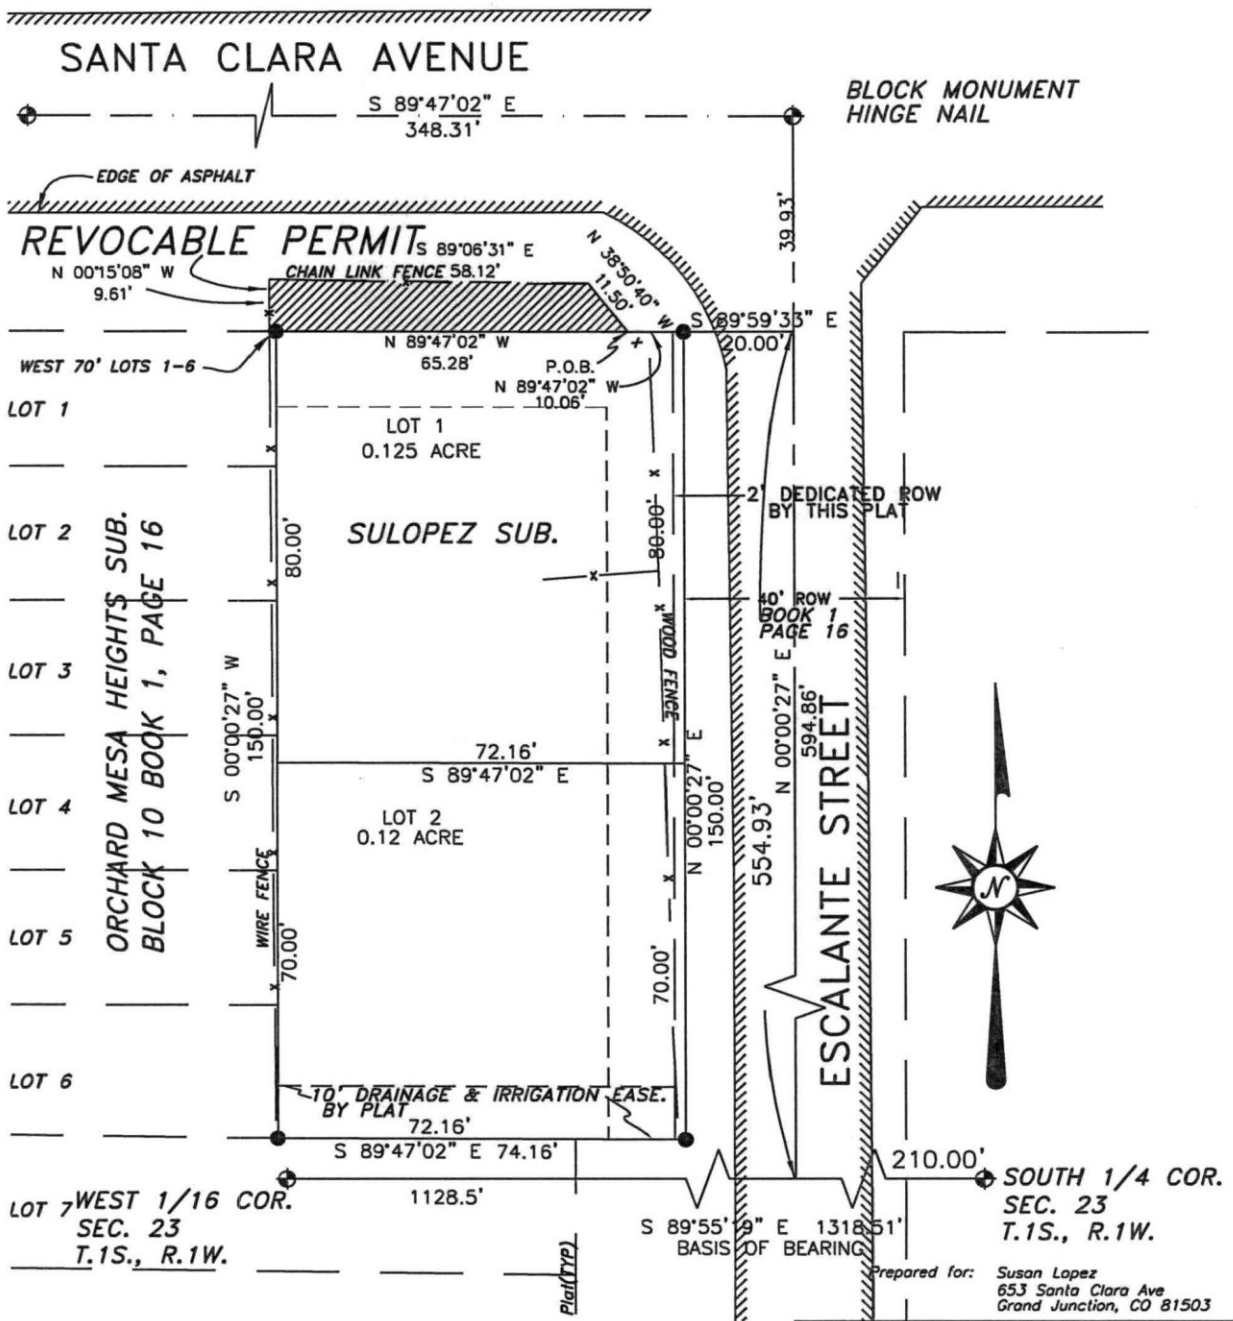 SANTA CLARA AVENUE
S 89°47'02" E
348.31'
BLOCK MONUMENT
HINGE NAIL
EDGE OF ASPHALT
39.93'
REVOCABLE PERMIT
S 89°06'31" E
N 00°15'08" W
9.61'
CHAIN LINK FENCE 58.12'
N 38°50'40" W
11.50'
S 89°59'33" E
20.00'
N 89°47'02" W
65.28'
P.O.B.
N 89°47'02" W
10.06'
WEST 70' LOTS 1-6
LOT 1
LOT 1
0.125 ACRE
2' DEDICATED ROW
BY THIS PLAT
LOT 2
SULOPEZ SUB.
80.00'
80.00'
ORCHARD MESA HEIGHTS SUB.
BLOCK 10 BOOK 1, PAGE 16
40' ROW
BOOK 1
PAGE 16
WOOD FENCE
LOT 3
S 00°00'27" W
150.00'
N 00°00'27" E
594.86'
72.16'
S 89°47'02" E
N 00°00'27" E
150.00'
LOT 4
LOT 2
0.12 ACRE
554.93'
ESCALANTE STREET
N
WIRE FENCE
LOT 5
70.00'
70.00'
LOT 6
10' DRAINAGE & IRRIGATION EASE.
BY PLAT
72.16'
S 89°47'02" E 74.16'
210.00'
1128.5'
LOT 7
WEST 1/16 COR.
SEC. 23
T.1S., R.1W.
SOUTH 1/4 COR.
SEC. 23
T.1S., R.1W.
S 89°55'19" E 1318.51'
BASIS OF BEARING
Plat(TYP)
Prepared for: Susan Lopez
653 Santa Clara Ave
Grand Junction, CO 81503